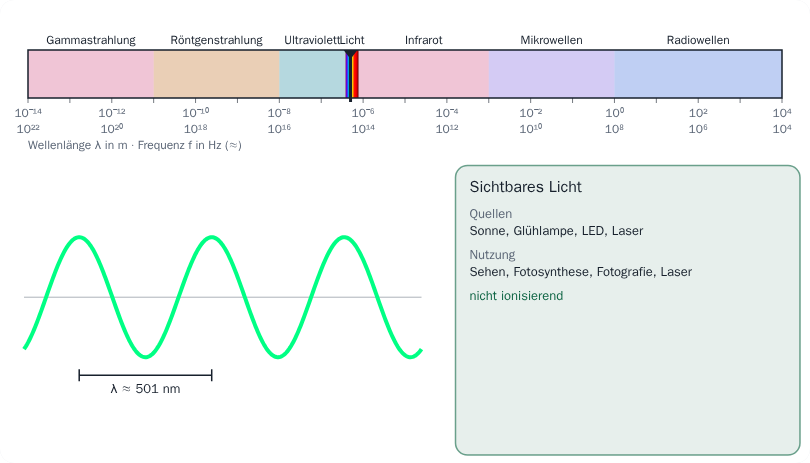 Gammastrahlung Röntgenstrahlung Ultraviolett Licht Infrarot Mikrowellen Radiowellen
10⁻¹⁴ 10⁻¹² 10⁻¹⁰ 10⁻⁸ 10⁻⁶ 10⁻⁴ 10⁻² 10⁰ 10² 10⁴
10²² 10²⁰ 10¹⁸ 10¹⁶ 10¹⁴ 10¹² 10¹⁰ 10⁸ 10⁶ 10⁴
Wellenlänge λ in m · Frequenz f in Hz (≈)
Sichtbares Licht
Quellen
Sonne, Glühlampe, LED, Laser
Nutzung
Sehen, Fotosynthese, Fotografie, Laser
nicht ionisierend
λ ≈ 501 nm